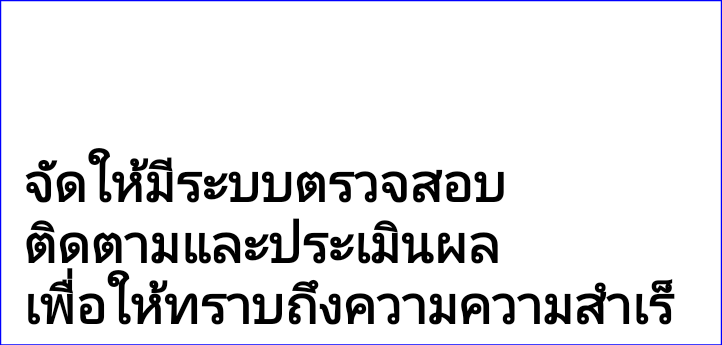 จัดให้มีระบบตรวจสอบ
ติดตามและประเมินผล
เพื่อให้ทราบถึงความความสำเร็